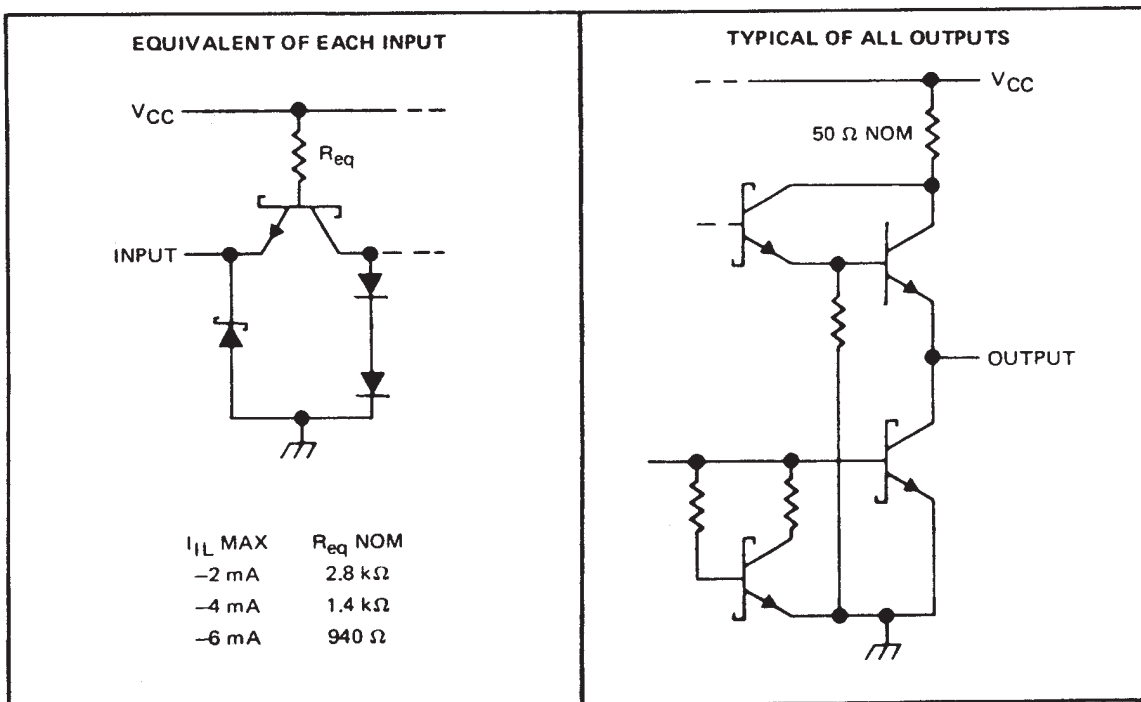 EQUIVALENT OF EACH INPUT
VCC
Req
INPUT
IIL MAX Req NOM
–2 mA 2.8 kΩ
–4 mA 1.4 kΩ
–6 mA 940 Ω
TYPICAL OF ALL OUTPUTS
VCC
50 Ω NOM
OUTPUT